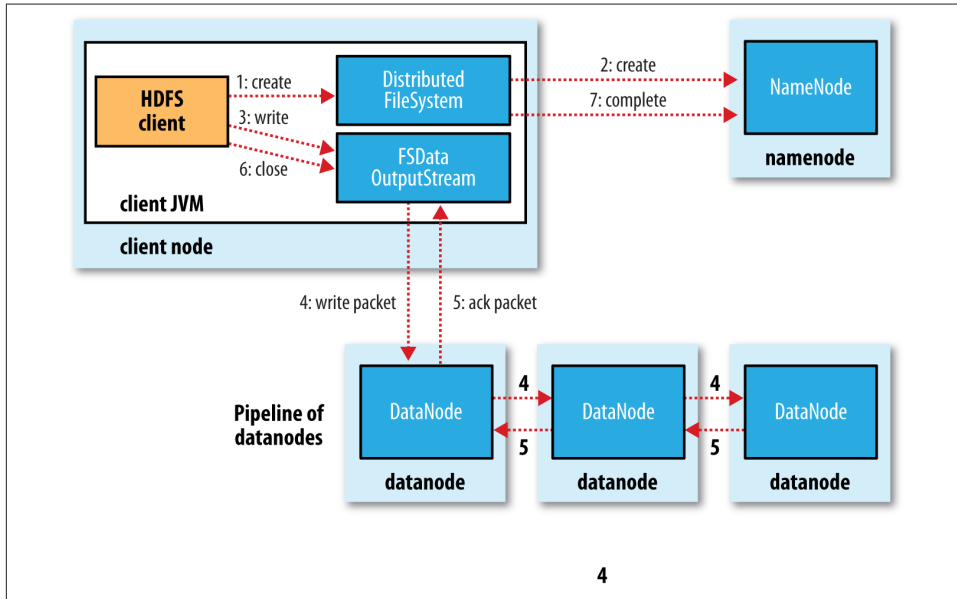 HDFS
client
1: create
3: write
6: close
Distributed
FileSystem
FSData
OutputStream
client JVM
client node
2: create
7: complete
NameNode
namenode
4: write packet
5: ack packet
Pipeline of
datanodes
DataNode
datanode
4
5
DataNode
datanode
4
5
DataNode
datanode
4